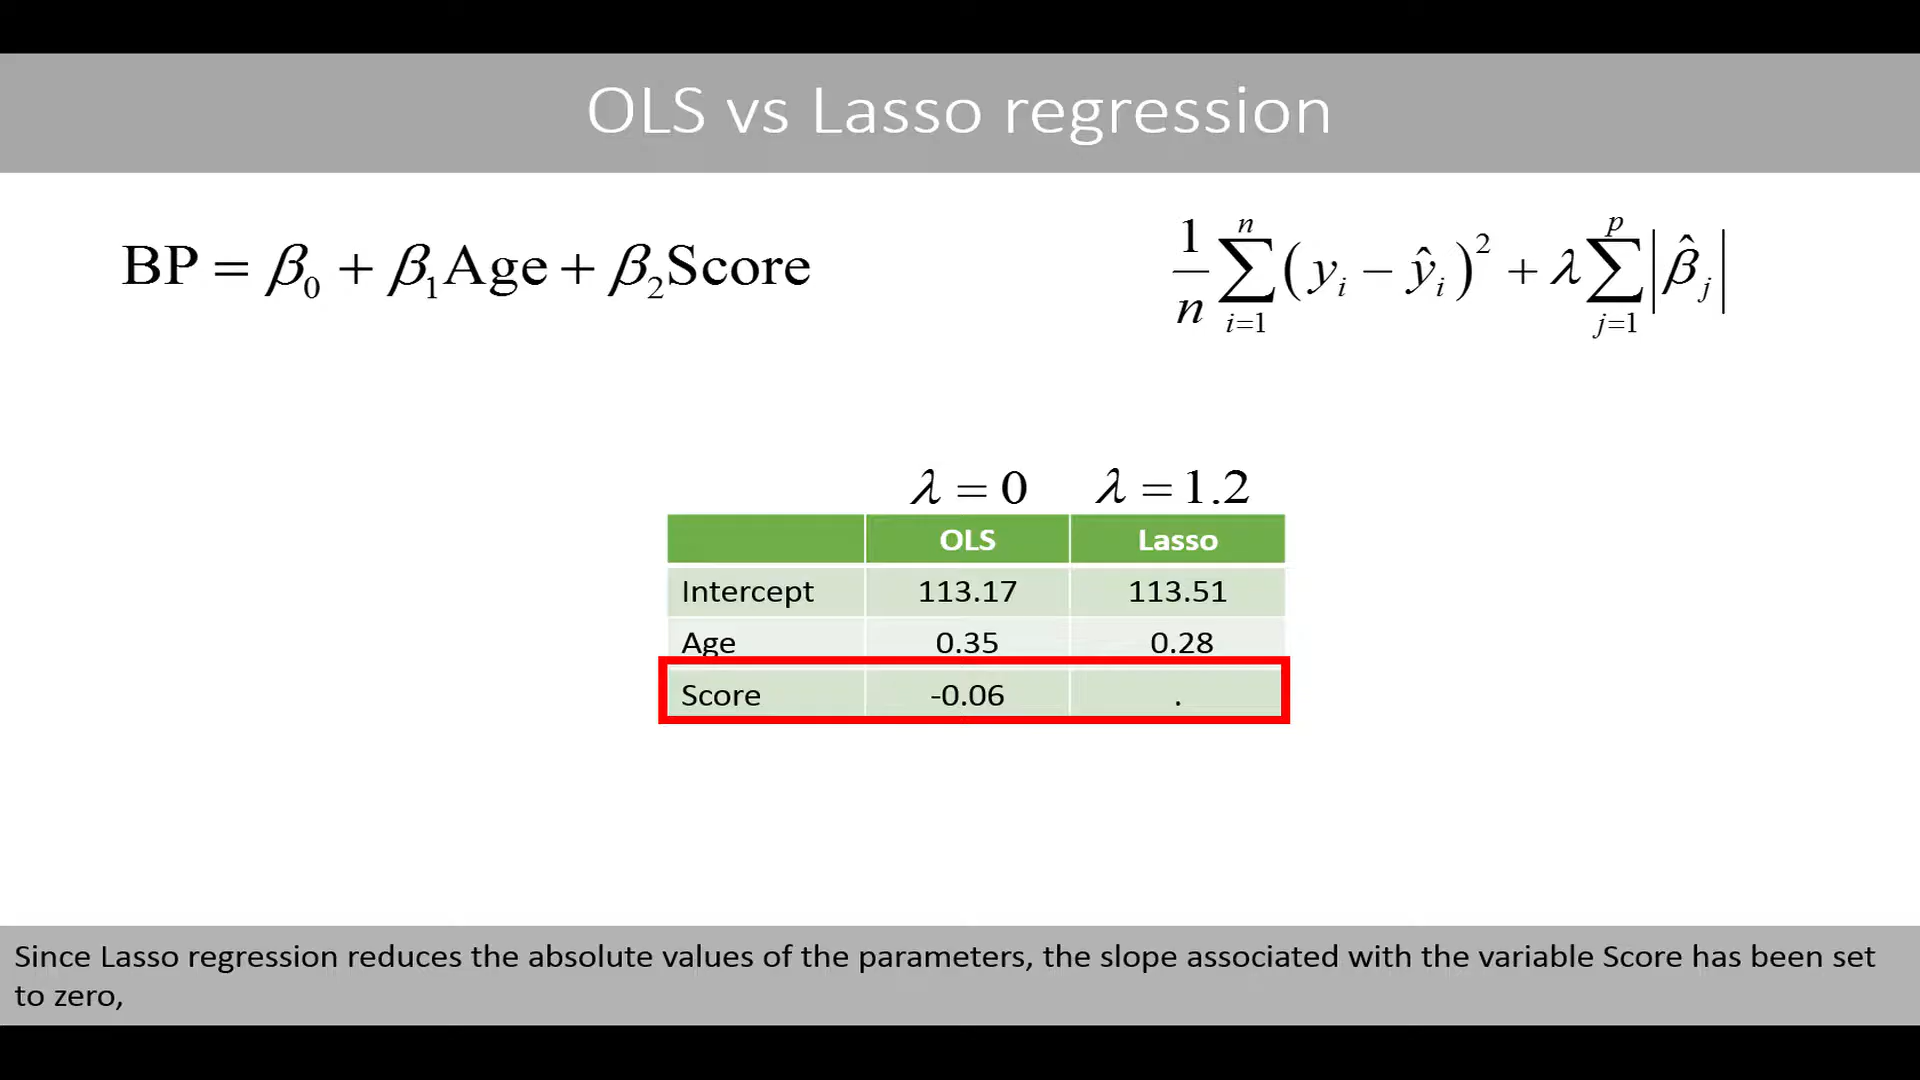 OLS vs Lasso regression
BP = β₀ + β₁Age + β₂Score
1/n ∑ᵢ₌₁ⁿ (yᵢ − ŷᵢ)² + λ ∑ⱼ₌₁ᵖ |β̂ⱼ|
λ = 0 λ = 1.2
OLS Lasso
Intercept 113.17 113.51
Age 0.35 0.28
Score -0.06 .
Since Lasso regression reduces the absolute values of the parameters, the slope associated with the variable Score has been set
to zero,